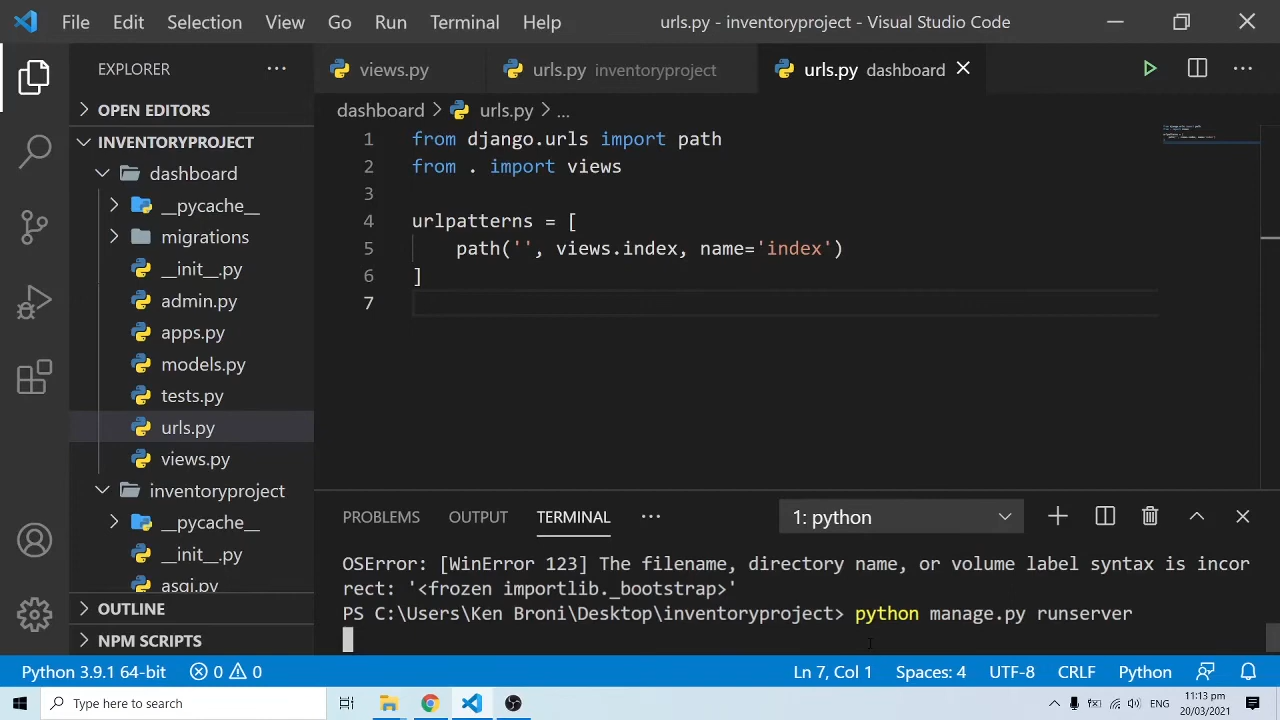 File Edit Selection View Go Run Terminal Help urls.py - inventoryproject - Visual Studio Code
EXPLORER
OPEN EDITORS
INVENTORYPROJECT
dashboard
__pycache__
migrations
__init__.py
admin.py
apps.py
models.py
tests.py
urls.py
views.py
inventoryproject
__pycache__
__init__.py
asgi.py
OUTLINE
NPM SCRIPTS
views.py urls.py inventoryproject urls.py dashboard
dashboard > urls.py > ...
1 from django.urls import path
2 from . import views
3
4 urlpatterns = [
5 path('', views.index, name='index')
6 ]
7
PROBLEMS OUTPUT TERMINAL ... 1: python
OSError: [WinError 123] The filename, directory name, or volume label syntax is incor
rect: '<frozen importlib._bootstrap>'
PS C:\Users\Ken Broni\Desktop\inventoryproject> python manage.py runserver
Python 3.9.1 64-bit 0 0 Ln 7, Col 1 Spaces: 4 UTF-8 CRLF Python
Type here to search ENG 11:13 pm
20/03/2021